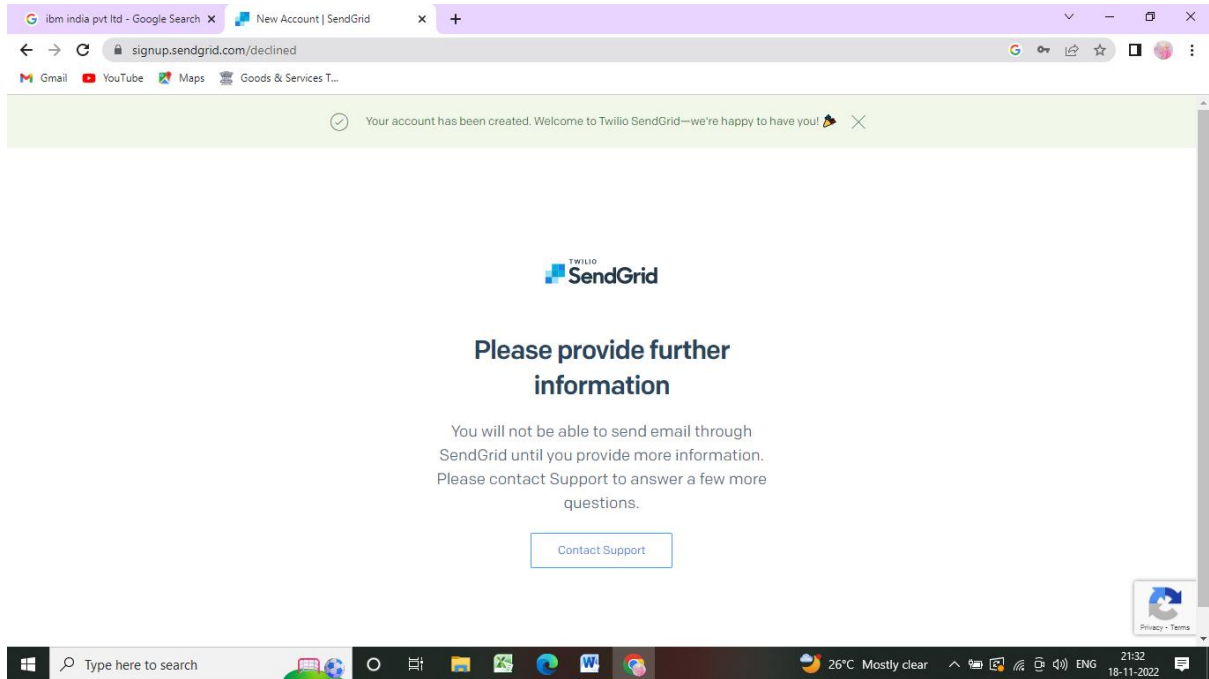 ibm india pvt ltd - Google Search
New Account | SendGrid
signup.sendgrid.com/declined
Gmail
YouTube
Maps
Goods & Services T...
Your account has been created. Welcome to Twilio SendGrid—we're happy to have you!
TWILIO
SendGrid
Please provide further
information
You will not be able to send email through
SendGrid until you provide more information.
Please contact Support to answer a few more
questions.
Contact Support
Privacy - Terms
Type here to search
26°C Mostly clear
ENG
21:32
18-11-2022